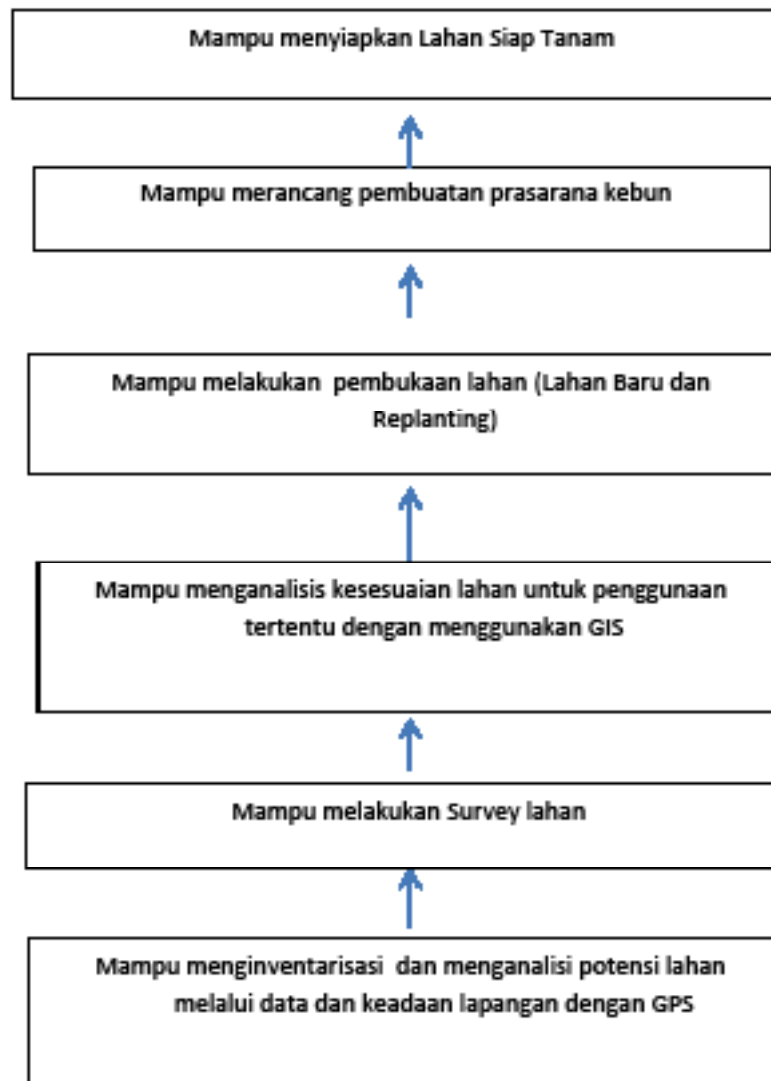 Mampu menyiapkan Lahan Siap Tanam
Mampu merancang pembuatan prasarana kebun
Mampu melakukan pembukaan lahan (Lahan Baru dan
Replanting)
Mampu menganalisis kesesuaian lahan untuk penggunaan
tertentu dengan menggunakan GIS
Mampu melakukan Survey lahan
Mampu menginventarisasi dan menganalisi potensi lahan
melalui data dan keadaan lapangan dengan GPS